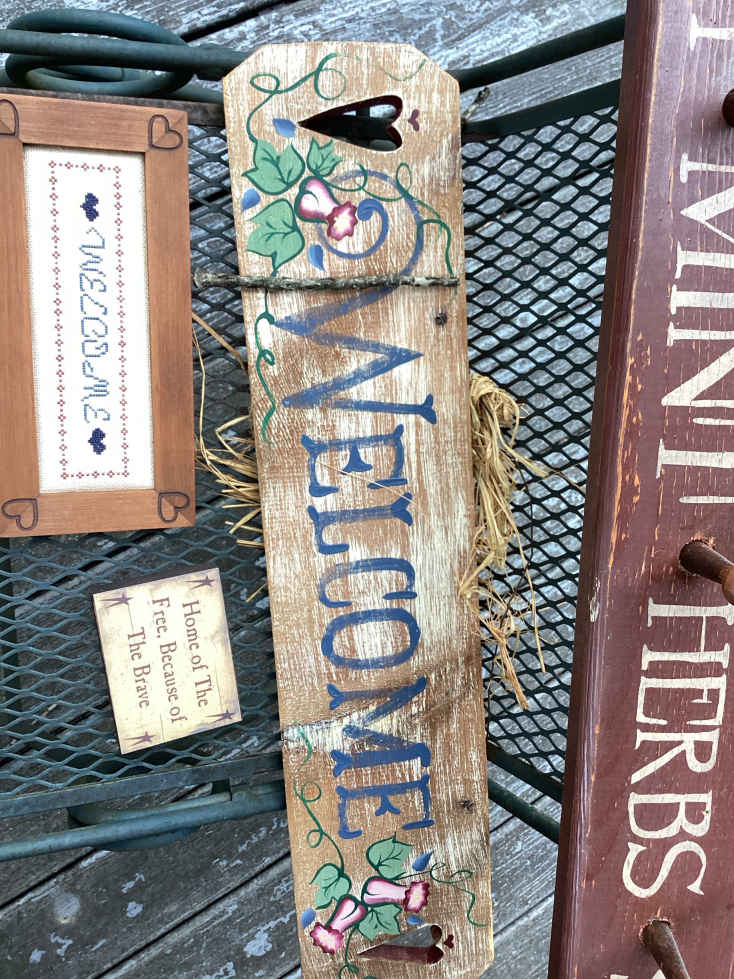 WELCOME
Home of The
Free, Because of
The Brave
WELCOME
MINT
HERBS